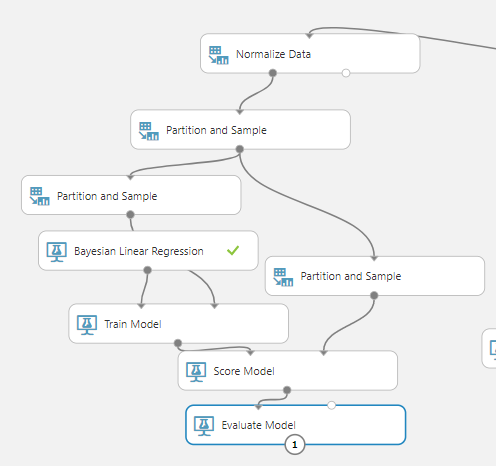 Normalize Data
Partition and Sample
Partition and Sample
Bayesian Linear Regression
Partition and Sample
Train Model
Score Model
Evaluate Model
1